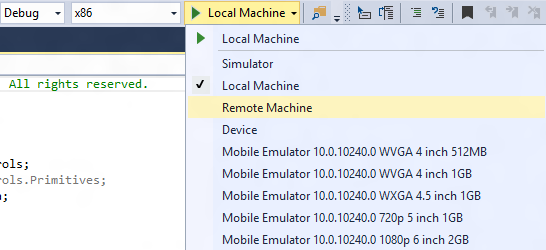 Debug x86 Local Machine
Local Machine
Simulator
All rights reserved.
Local Machine
Remote Machine
Device
Mobile Emulator 10.0.10240.0 WVGA 4 inch 512MB
rols;
Mobile Emulator 10.0.10240.0 WVGA 4 inch 1GB
rols.Primitives;
Mobile Emulator 10.0.10240.0 WXGA 4.5 inch 1GB
;
Mobile Emulator 10.0.10240.0 720p 5 inch 1GB
Mobile Emulator 10.0.10240.0 1080p 6 inch 2GB